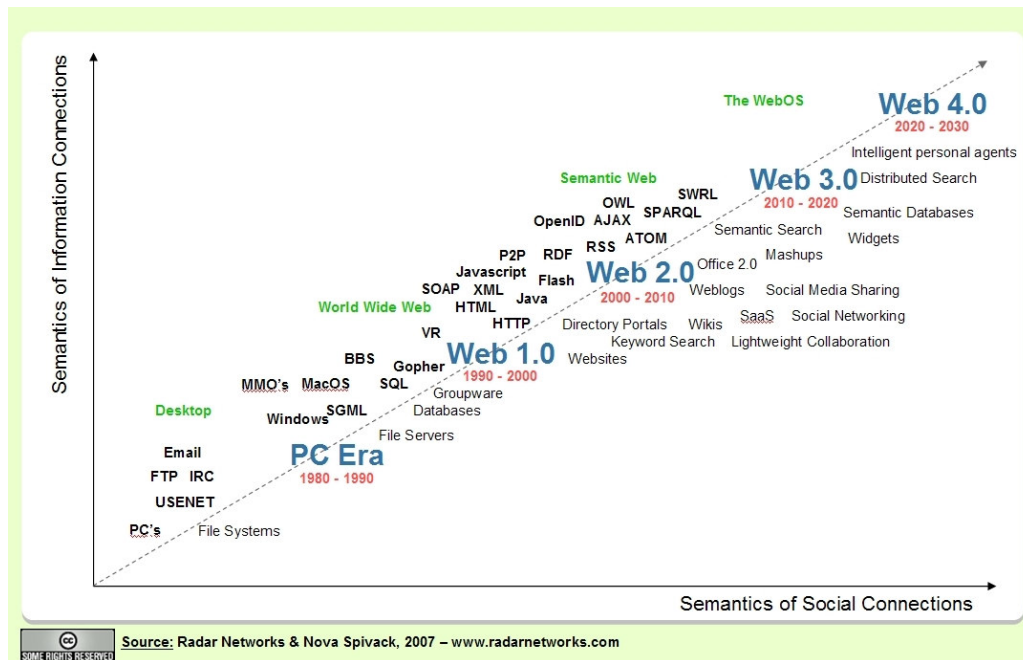 Semantics of Information Connections
The WebOS
Web 4.0
2020 - 2030
Intelligent personal agents
Semantic Web
Web 3.0
Distributed Search
2010 - 2020
SWRL
OWL
SPARQL
Semantic Databases
OpenID
AJAX
Semantic Search
ATOM
Widgets
RSS
P2P
RDF
Mashups
Office 2.0
Javascript
Web 2.0
Flash
SOAP
XML
Weblogs
Social Media Sharing
Java
2000 - 2010
World Wide Web
HTML
SaaS
Social Networking
HTTP
Directory Portals
Wikis
VR
Keyword Search
Lightweight Collaboration
Web 1.0
BBS
Websites
Gopher
1990 - 2000
MMO's
MacOS
SQL
Groupware
Desktop
SGML
Databases
Windows
File Servers
Email
PC Era
FTP
IRC
1980 - 1990
USENET
PC's
File Systems
Semantics of Social Connections
cc
SOME RIGHTS RESERVED
Source: Radar Networks & Nova Spivack, 2007 – www.radarnetworks.com